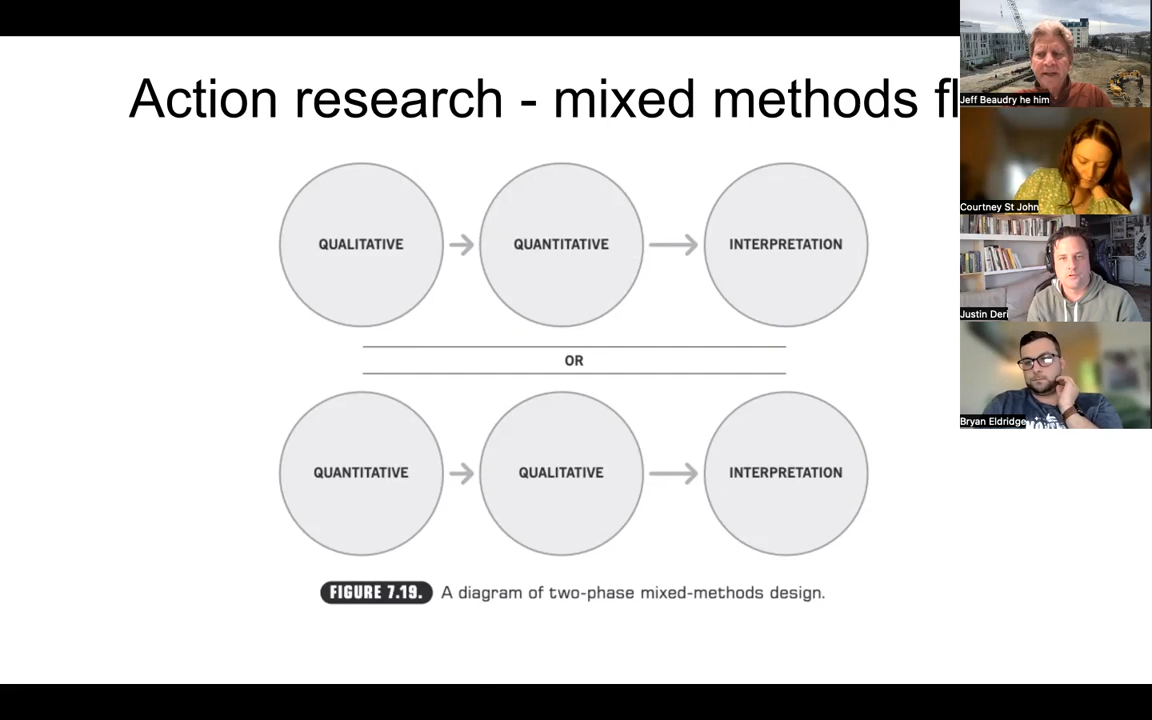 Action research - mixed methods fl
QUALITATIVE
QUANTITATIVE
INTERPRETATION
OR
QUANTITATIVE
QUALITATIVE
INTERPRETATION
FIGURE 7.19. A diagram of two-phase mixed-methods design.
Jeff Beaudry he him
Courtney St John
Justin Deri
Bryan Eldridge